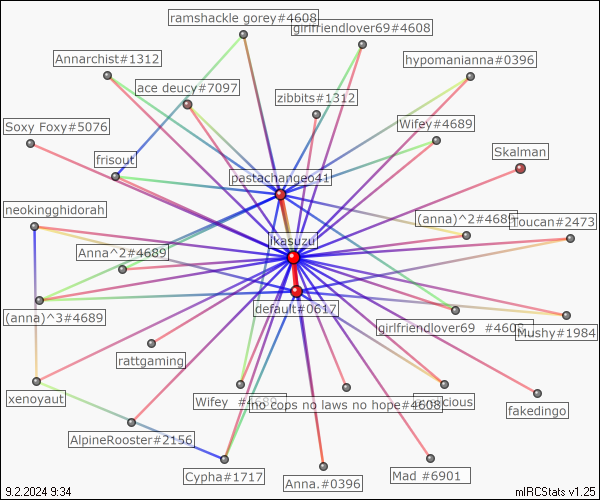 ramshackle gorey#4608
girlfriendlover69#4608
Annarchist#1312
hypomanianna#0396
ace deucy#7097
zibbits#1312
Soxy Foxy#5076
Wifey#4689
Skalman
frisout
pastachangeo41
neokingghidorah
(anna)^2#4689
Toucan#2473
ikasuzu
Anna^2#4689
default#0617
(anna)^3#4689
girlfriendlover69 #4608
Mushy#1984
rattgaming
xenoyaut
Wifey
no cops no laws no hope#4608
fakedingo
AlpineRooster#2156
Cypha#1717
Anna.#0396
Mad #6901
9.2.2024 9:34
mIRCStats v1.25